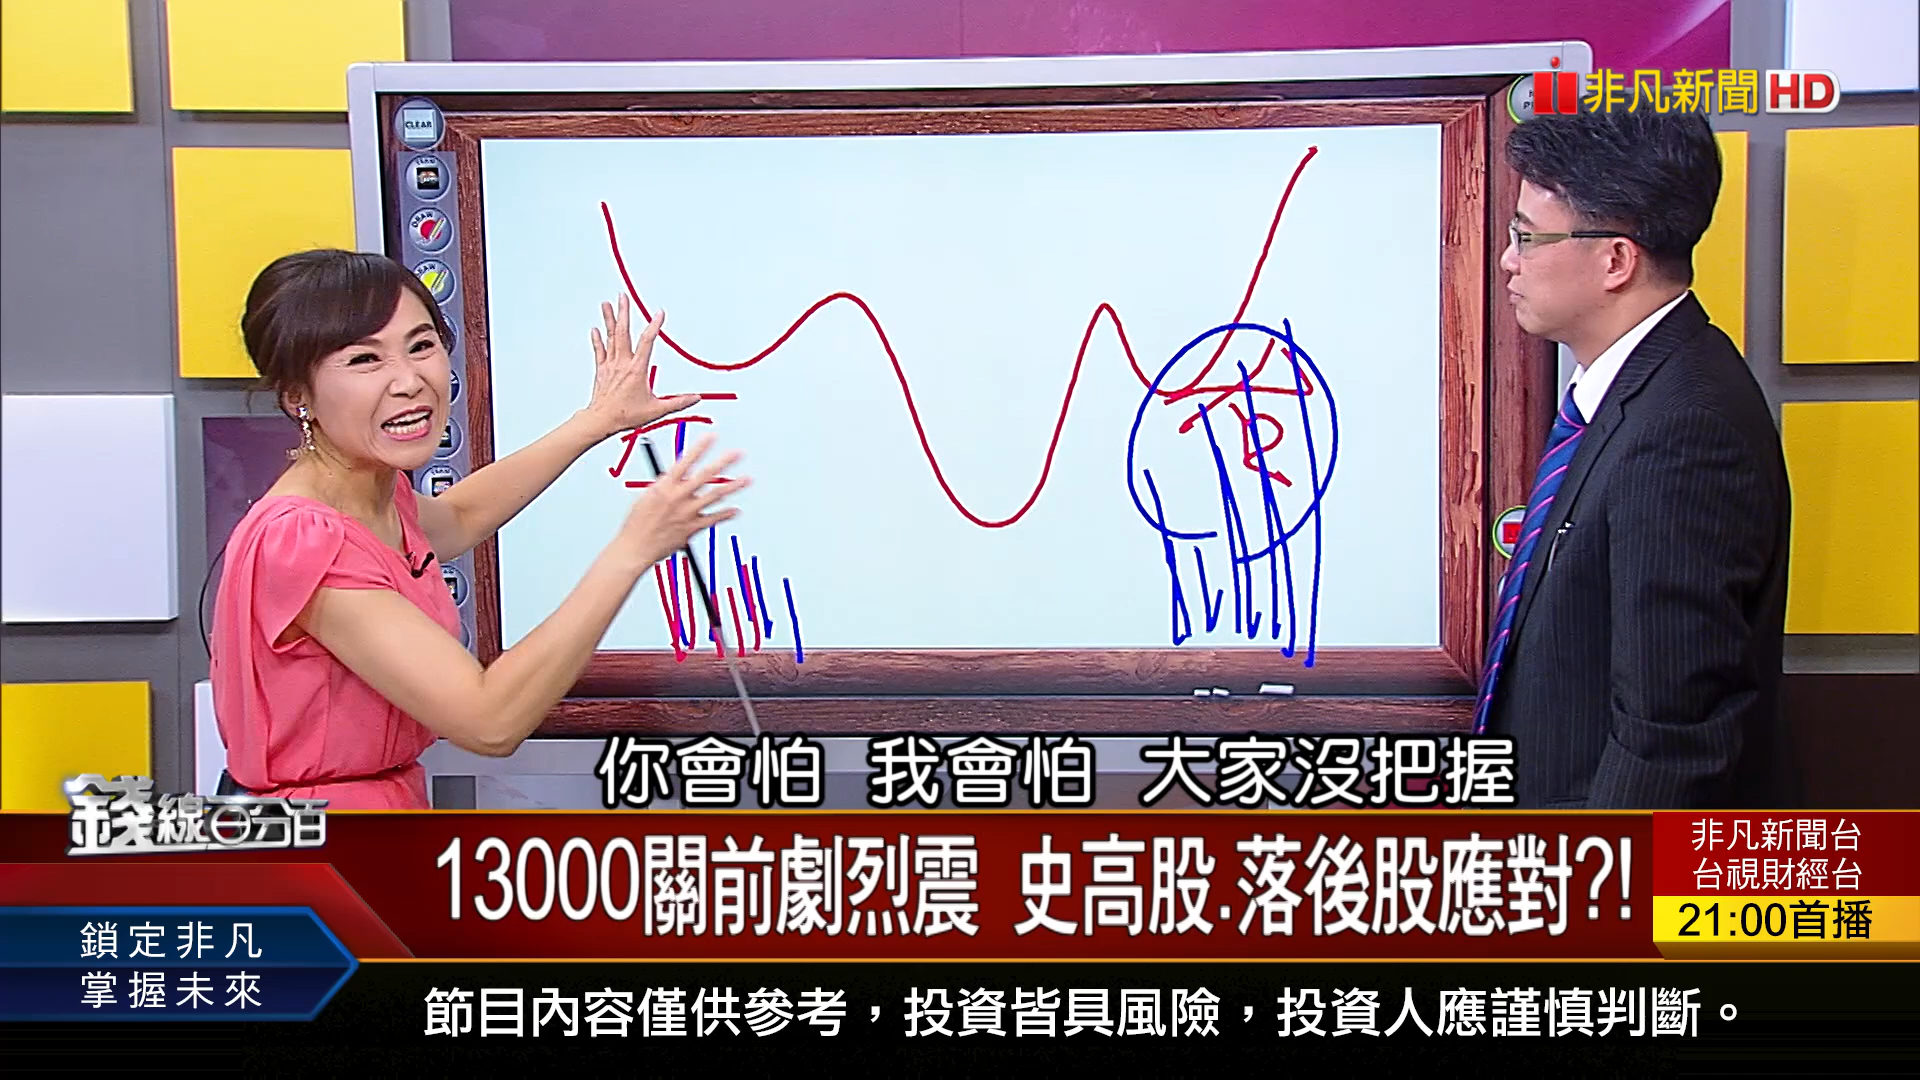 非凡新聞HD
CLEAR
DRAW
左
你會怕 我會怕 大家沒把握
錢線百分百
13000關前劇烈震 史高股.落後股應對?!
非凡新聞台
台視財經台
21:00首播
鎖定非凡
掌握未來
節目內容僅供參考，投資皆具風險，投資人應謹慎判斷。